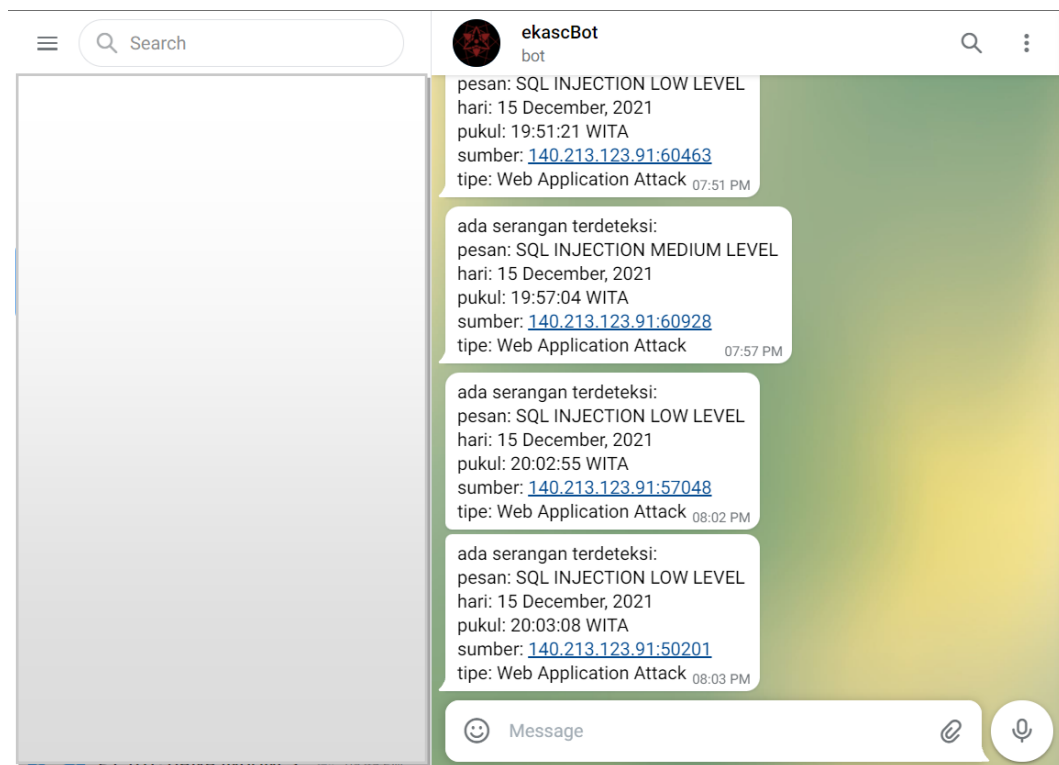 Search
ekascBot
bot
pesan: SQL INJECTION LOW LEVEL
hari: 15 December, 2021
pukul: 19:51:21 WITA
sumber: 140.213.123.91:60463
tipe: Web Application Attack 07:51 PM
ada serangan terdeteksi:
pesan: SQL INJECTION MEDIUM LEVEL
hari: 15 December, 2021
pukul: 19:57:04 WITA
sumber: 140.213.123.91:60928
tipe: Web Application Attack 07:57 PM
ada serangan terdeteksi:
pesan: SQL INJECTION LOW LEVEL
hari: 15 December, 2021
pukul: 20:02:55 WITA
sumber: 140.213.123.91:57048
tipe: Web Application Attack 08:02 PM
ada serangan terdeteksi:
pesan: SQL INJECTION LOW LEVEL
hari: 15 December, 2021
pukul: 20:03:08 WITA
sumber: 140.213.123.91:50201
tipe: Web Application Attack 08:03 PM
Message